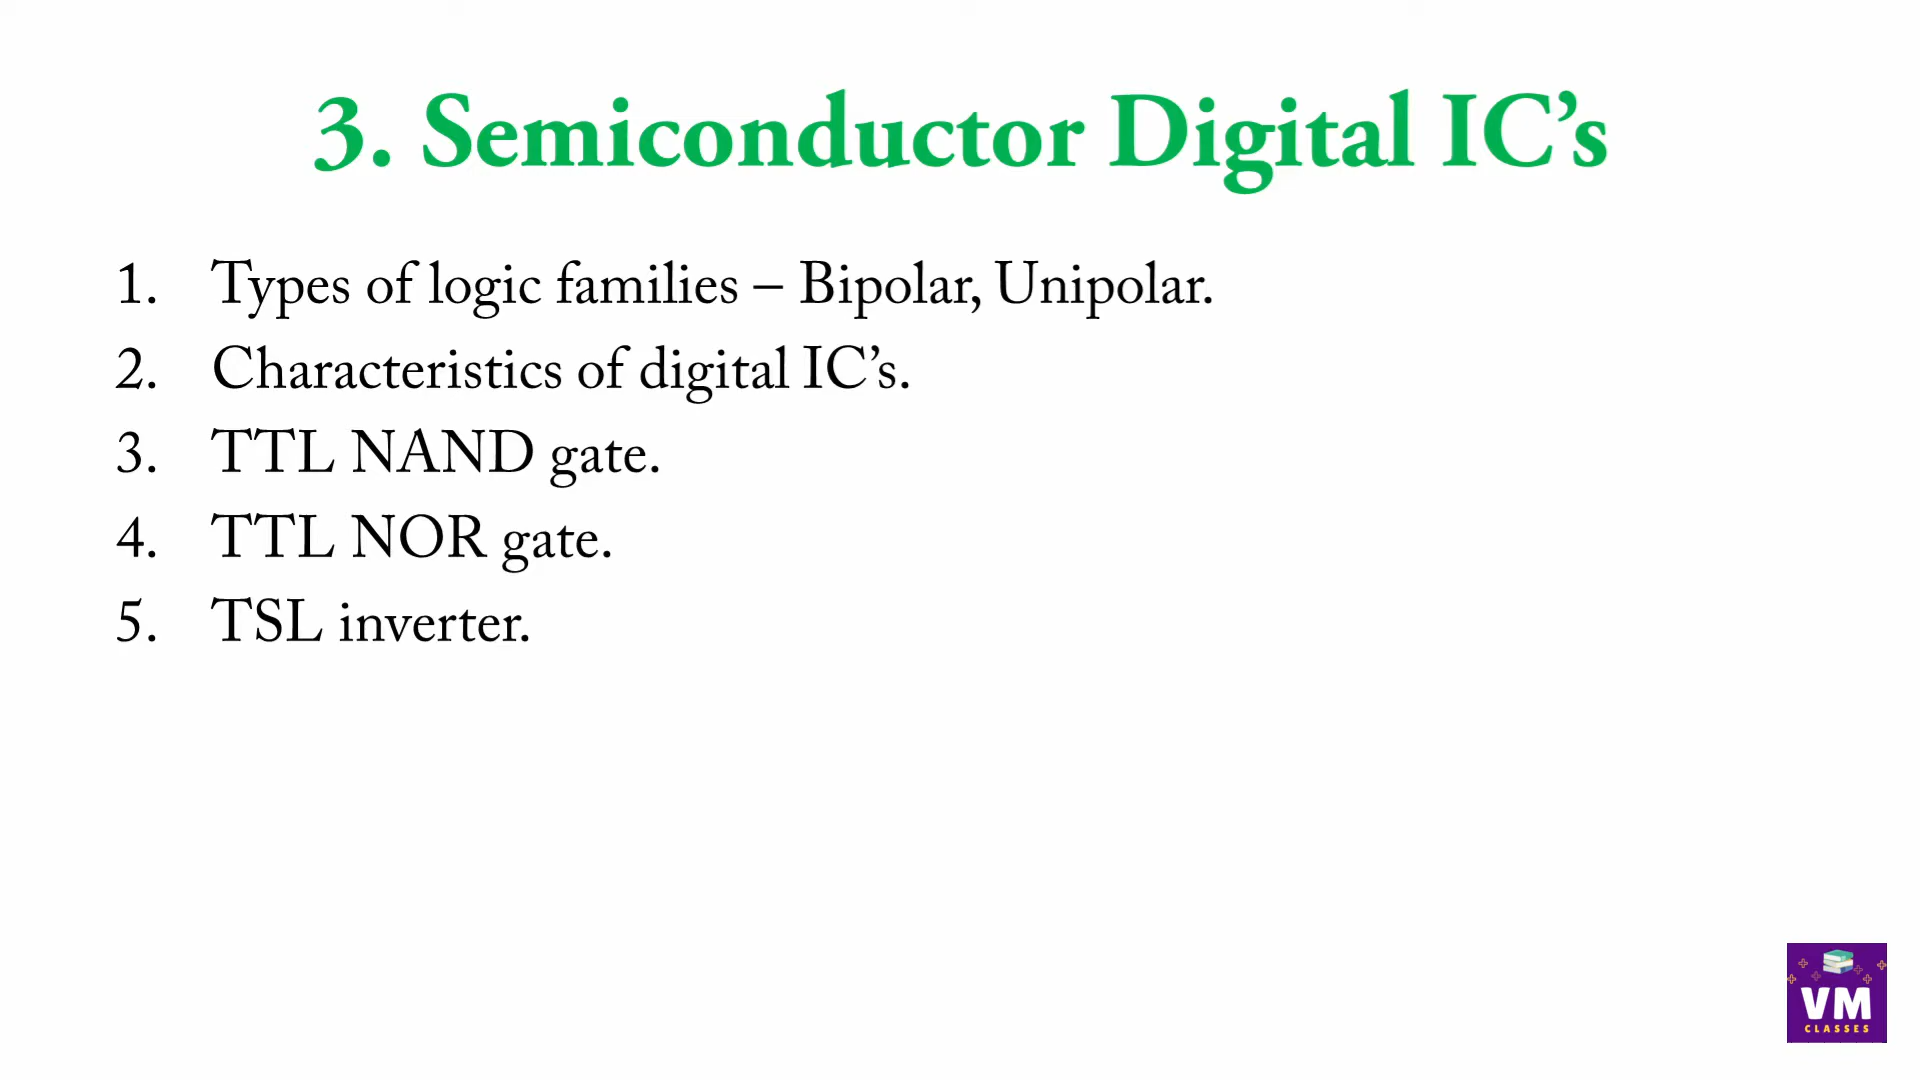 3. Semiconductor Digital IC’s
1. Types of logic families – Bipolar, Unipolar.
2. Characteristics of digital IC’s.
3. TTL NAND gate.
4. TTL NOR gate.
5. TSL inverter.
VM
CLASSES